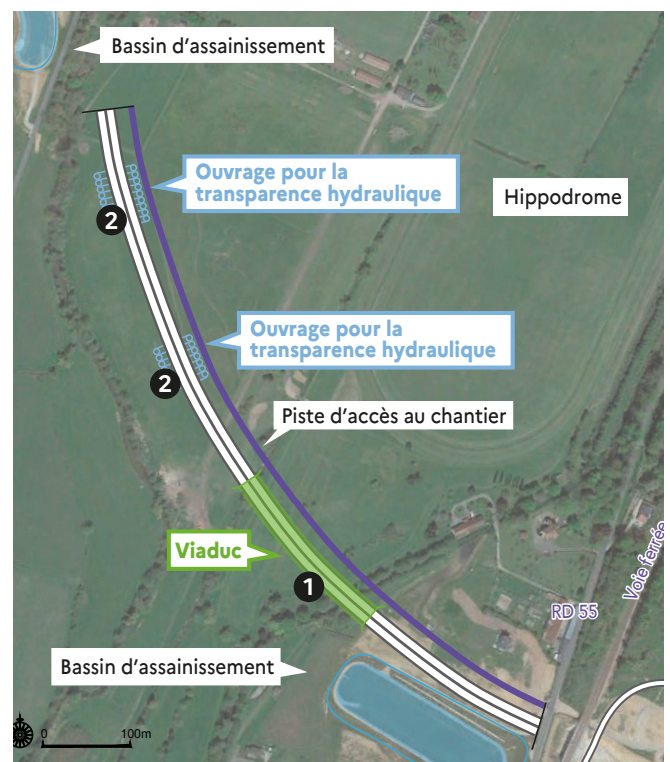 Bassin d'assainissement
Ouvrage pour la
transparence hydraulique
Hippodrome
2
Ouvrage pour la
transparence hydraulique
2
Piste d'accès au chantier
Viaduc
1
Voie ferrée
RD 55
Bassin d'assainissement
0 100m